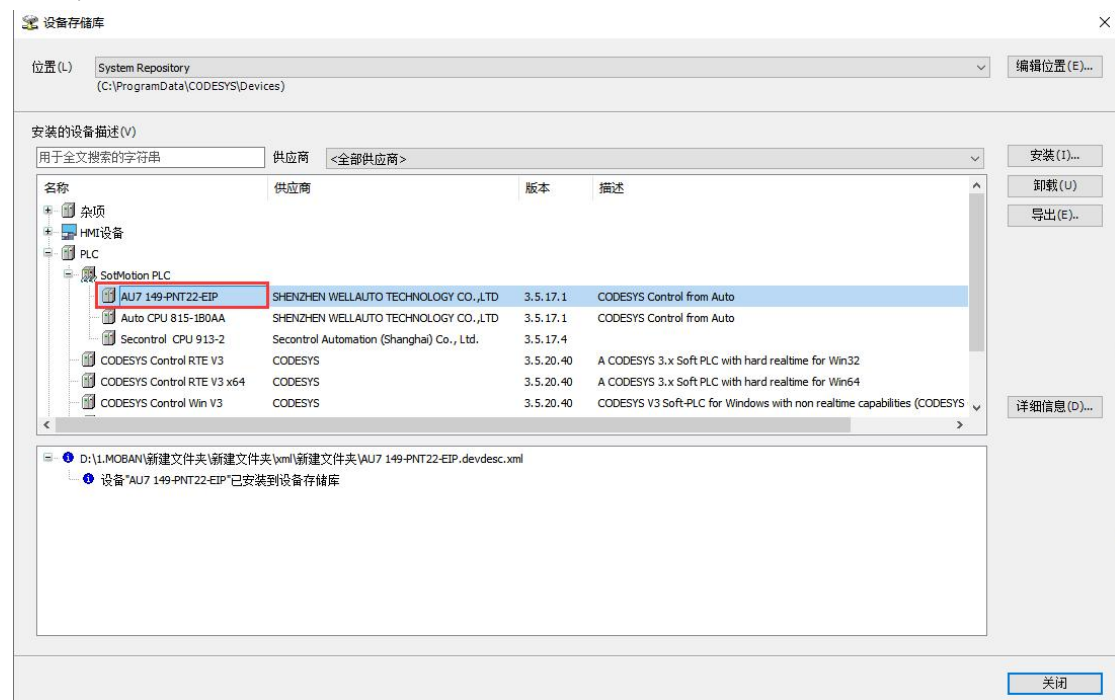 设备存储库
位置(L) System Repository 编辑位置(E)...
(C:\ProgramData\CODESYS\Devices)
安装的设备描述(V)
用于全文搜索的字符串 供应商 <全部供应商> 安装(I)...
名称 供应商 版本 描述 卸载(U)
杂项
导出(E)..
HMI设备
PLC
SotMotion PLC
AU7 149-PNT22-EIP SHENZHEN WELLAUTO TECHNOLOGY CO.,LTD 3.5.17.1 CODESYS Control from Auto
Auto CPU 815-1B0AA SHENZHEN WELLAUTO TECHNOLOGY CO.,LTD 3.5.17.1 CODESYS Control from Auto
Secontrol CPU 913-2 Secontrol Automation (Shanghai) Co., Ltd. 3.5.17.4
CODESYS Control RTE V3 CODESYS 3.5.20.40 A CODESYS 3.x Soft PLC with hard realtime for Win32
CODESYS Control RTE V3 x64 CODESYS 3.5.20.40 A CODESYS 3.x Soft PLC with hard realtime for Win64
CODESYS Control Win V3 CODESYS 3.5.20.40 CODESYS V3 Soft-PLC for Windows with non realtime capabilities (CODESYS
详细信息(D)...
D:\1.MOBAN\新建文件夹\新建文件夹\xml\新建文件夹\AU7 149-PNT22-EIP.devdesc.xml
设备"AU7 149-PNT22-EIP"已安装到设备存储库
关闭